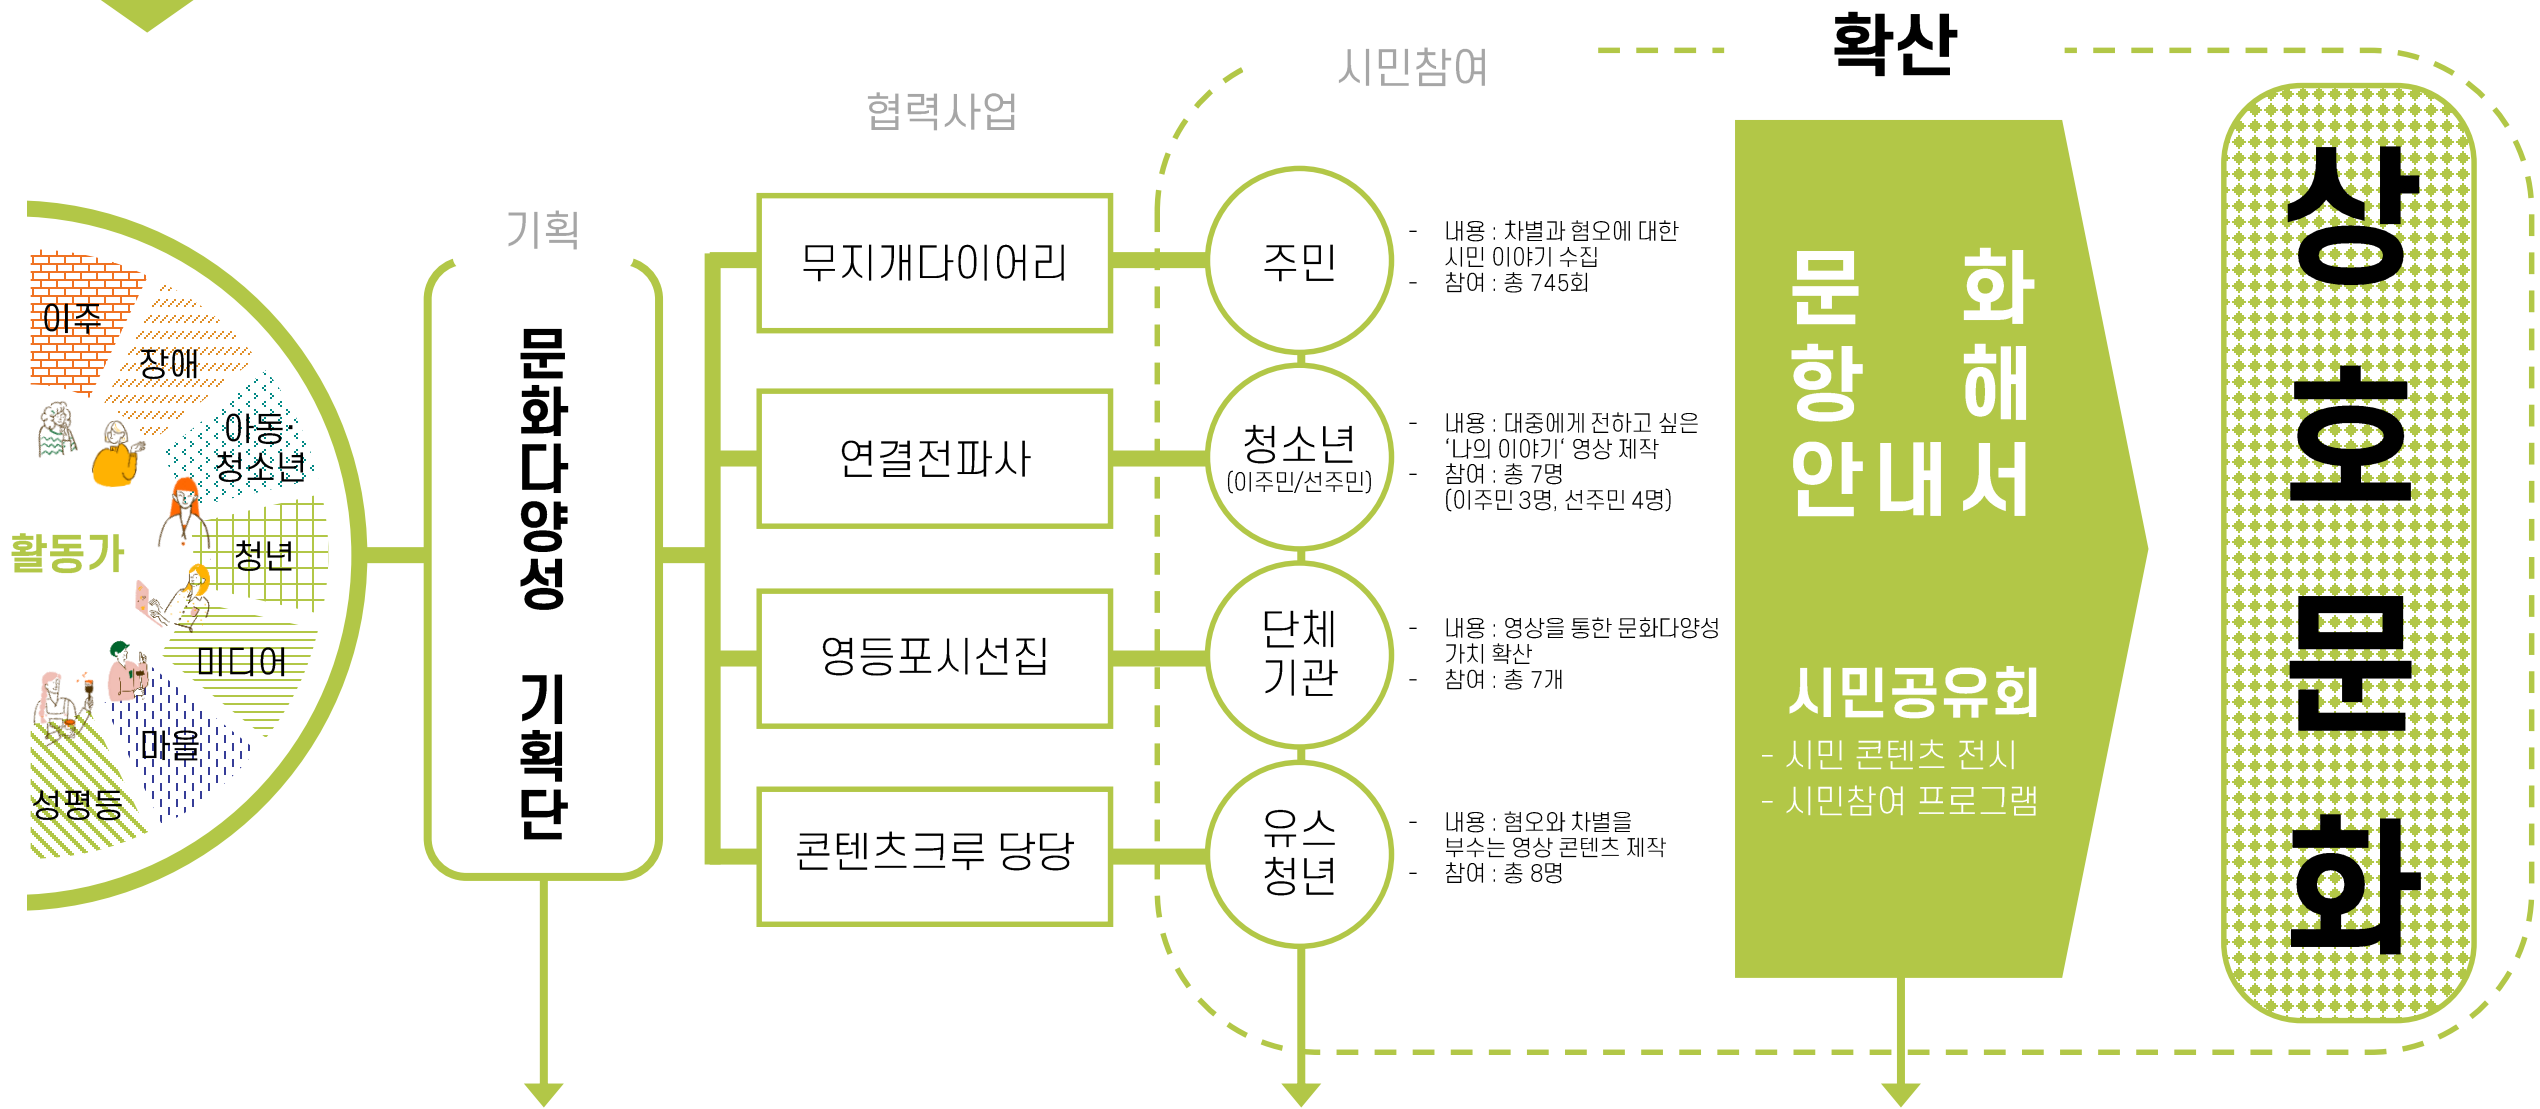 이주
장애
아동·
청소년
청년
미디어
마을
성평등
활동가
기획
문화다양성 기획단
협력사업
무지개다이어리
연결전파사
영등포시선집
콘텐츠크루 당당
시민참여
주민
- 내용 : 차별과 혐오에 대한
시민 이야기 수집
- 참여 : 총 745회
청소년
(이주민/선주민)
- 내용 : 대중에게 전하고 싶은
‘나의 이야기‘ 영상 제작
- 참여 : 총 7명
(이주민 3명, 선주민 4명)
단체
기관
- 내용 : 영상을 통한 문화다양성
가치 확산
- 참여 : 총 7개
유스
청년
- 내용 : 혐오와 차별을
부수는 영상 콘텐츠 제작
- 참여 : 총 8명
확산
문 화
항 해
안내서
시민공유회
- 시민 콘텐츠 전시
- 시민참여 프로그램
상호문화